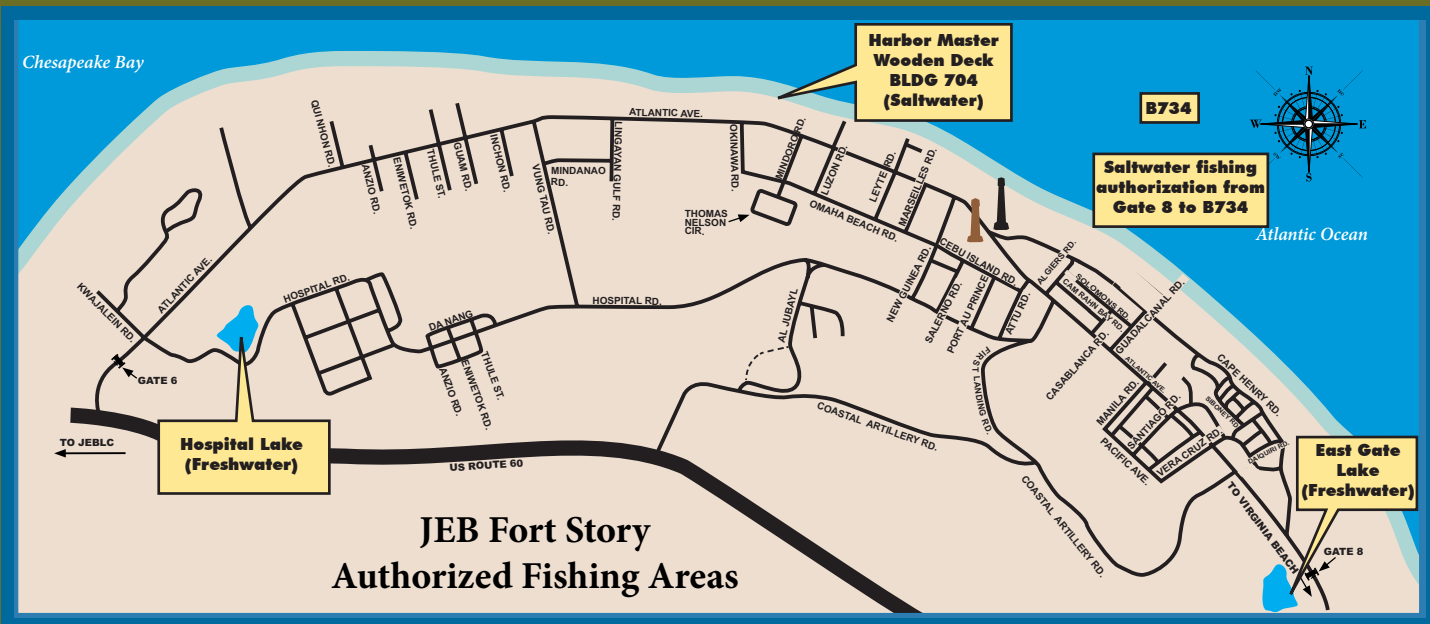 Chesapeake Bay
Harbor Master
Wooden Deck
BLDG 704
(Saltwater)
B734
N
W
E
S
Saltwater fishing
authorization from
Gate 8 to B734
Atlantic Ocean
QUI NHON RD.
ANZIO RD.
ENIWETOK RD.
THULE ST.
GUAM RD.
INCHON RD.
VUNG TAU RD.
MINDANAO
RD.
LINGAYAN GULF RD.
ATLANTIC AVE.
OKINAWA RD.
MINDORO RD.
LUZON RD.
LEYTE RD.
MARSEILLES RD.
THOMAS
NELSON
CIR.
OMAHA BEACH RD.
CEBU ISLAND RD.
NEW GUINEA RD.
SALERNO RD.
PORT AU PRINCE
ATTU RD.
ALGIERS RD.
SOLOMONS RD.
CAM RAHN BAY RD.
GUADALCANAL RD.
CASABLANCA RD.
ATLANTIC AVE
KWAJALEIN RD.
ATLANTIC AVE.
HOSPITAL RD.
DA NANG
HOSPITAL RD.
AL JUBAYL
FIRST LANDING RD.
ANZIO RD.
ENIWETOK RD.
THULE ST.
CAPE HENRY RD.
SIBONEY RD
DAIQUIRI RD.
MANILA RD.
SANTIAGO RD.
VERA CRUZ RD.
PACIFIC AVE.
COASTAL ARTILLERY RD.
COASTAL ARTILLERY RD.
TO VIRGINIA BEACH
GATE 6
GATE 8
TO JEBLC
Hospital Lake
(Freshwater)
US ROUTE 60
East Gate
Lake
(Freshwater)
JEB Fort Story
Authorized Fishing Areas